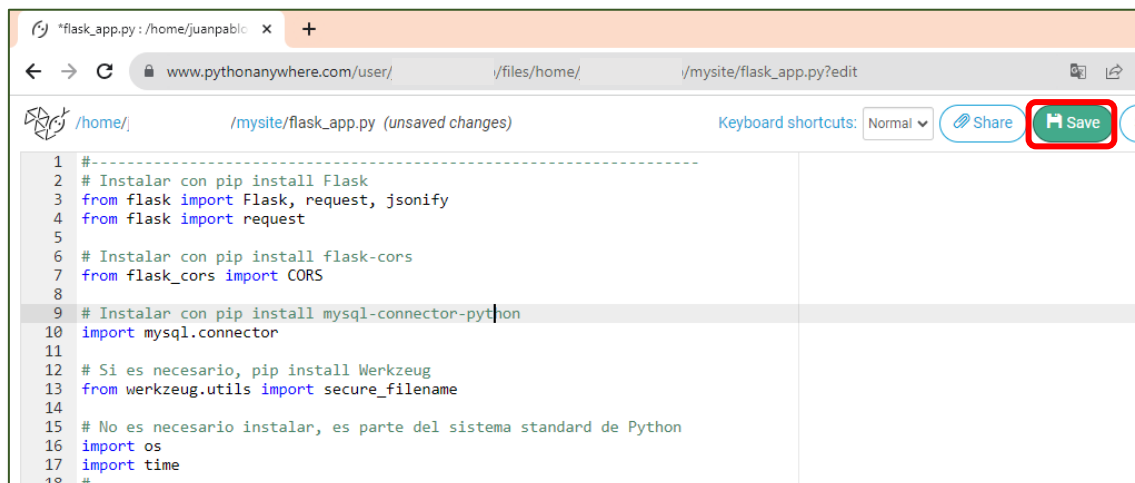 *flask_app.py : /home/juanpablo
www.pythonanywhere.com/user/ /files/home/ /mysite/flask_app.py?edit
/home/j /mysite/flask_app.py (unsaved changes) Keyboard shortcuts: Normal Share Save
1 #-------------------------------------------------------------------
2 # Instalar con pip install Flask
3 from flask import Flask, request, jsonify
4 from flask import request
5
6 # Instalar con pip install flask-cors
7 from flask_cors import CORS
8
9 # Instalar con pip install mysql-connector-python
10 import mysql.connector
11
12 # Si es necesario, pip install Werkzeug
13 from werkzeug.utils import secure_filename
14
15 # No es necesario instalar, es parte del sistema standard de Python
16 import os
17 import time
18 #